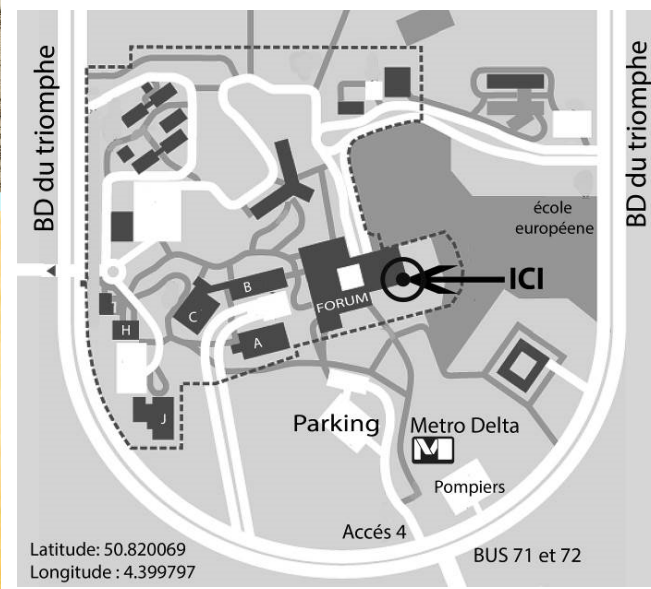 BD du triomphe
BD du triomphe
école
européene
ICI
B
FORUM
C
H
A
J
Parking
Metro Delta
M
Pompiers
Accés 4
BUS 71 et 72
Latitude: 50.820069
Longitude : 4.399797